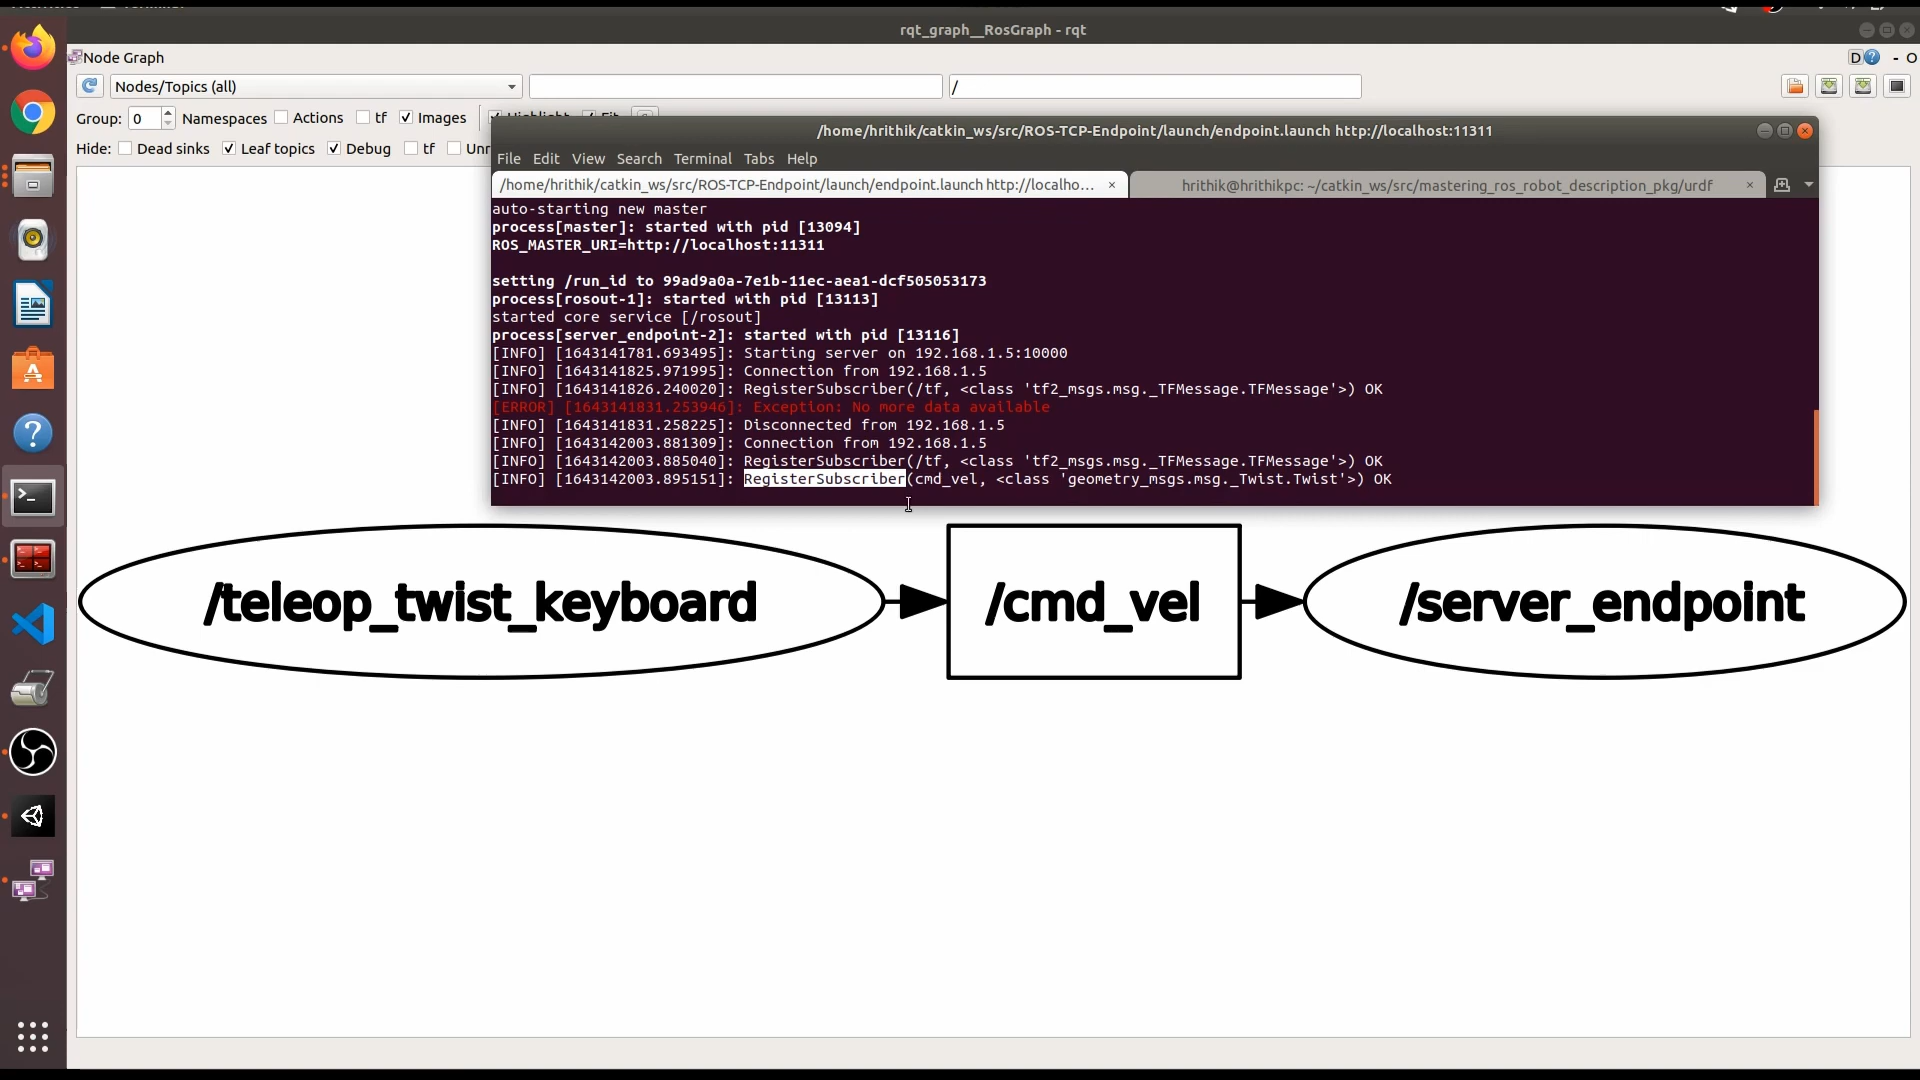 rqt_graph__RosGraph - rqt
Node Graph
D
- O
Nodes/Topics (all)
/
Group: 0 Namespaces Actions tf Images
Hide: Dead sinks Leaf topics Debug tf Unr
/home/hrithik/catkin_ws/src/ROS-TCP-Endpoint/launch/endpoint.launch http://localhost:11311
File Edit View Search Terminal Tabs Help
/home/hrithik/catkin_ws/src/ROS-TCP-Endpoint/launch/endpoint.launch http://localho... ×
hrithik@hrithikpc: ~/catkin_ws/src/mastering_ros_robot_description_pkg/urdf ×
auto-starting new master
process[master]: started with pid [13094]
ROS_MASTER_URI=http://localhost:11311
setting /run_id to 99ad9a0a-7e1b-11ec-aea1-dcf505053173
process[rosout-1]: started with pid [13113]
started core service [/rosout]
process[server_endpoint-2]: started with pid [13116]
[INFO] [1643141781.693495]: Starting server on 192.168.1.5:10000
[INFO] [1643141825.971995]: Connection from 192.168.1.5
[INFO] [1643141826.240020]: RegisterSubscriber(/tf, <class 'tf2_msgs.msg._TFMessage.TFMessage'>) OK
[ERROR] [1643141831.253946]: Exception: No more data available
[INFO] [1643141831.258225]: Disconnected from 192.168.1.5
[INFO] [1643142003.881309]: Connection from 192.168.1.5
[INFO] [1643142003.885040]: RegisterSubscriber(/tf, <class 'tf2_msgs.msg._TFMessage.TFMessage'>) OK
[INFO] [1643142003.895151]: RegisterSubscriber(cmd_vel, <class 'geometry_msgs.msg._Twist.Twist'>) OK
/teleop_twist_keyboard
/cmd_vel
/server_endpoint